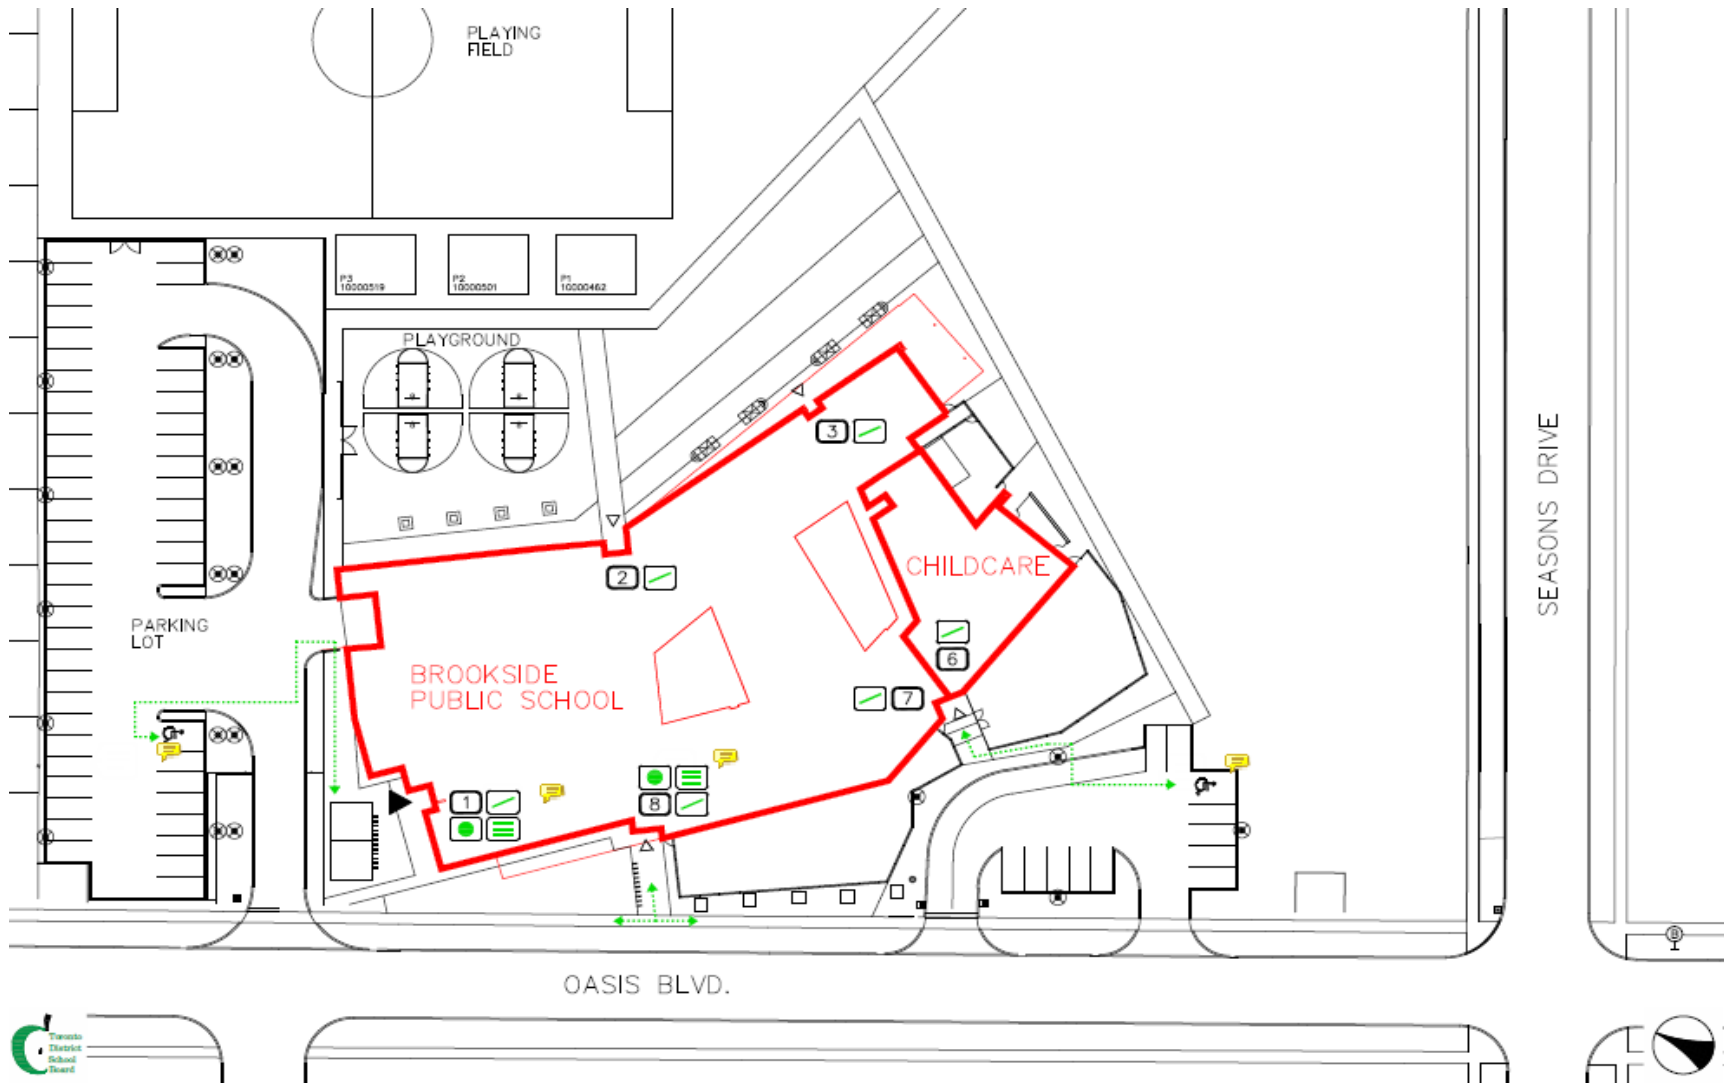 PLAYING
FIELD
P3
10000519
P2
10000501
P1
10000462
PLAYGROUND
3
2
CHILDCARE
SEASONS DRIVE
PARKING
LOT
6
BROOKSIDE
PUBLIC SCHOOL
7
1
8
OASIS BLVD.
B
Toronto
District
School
Board